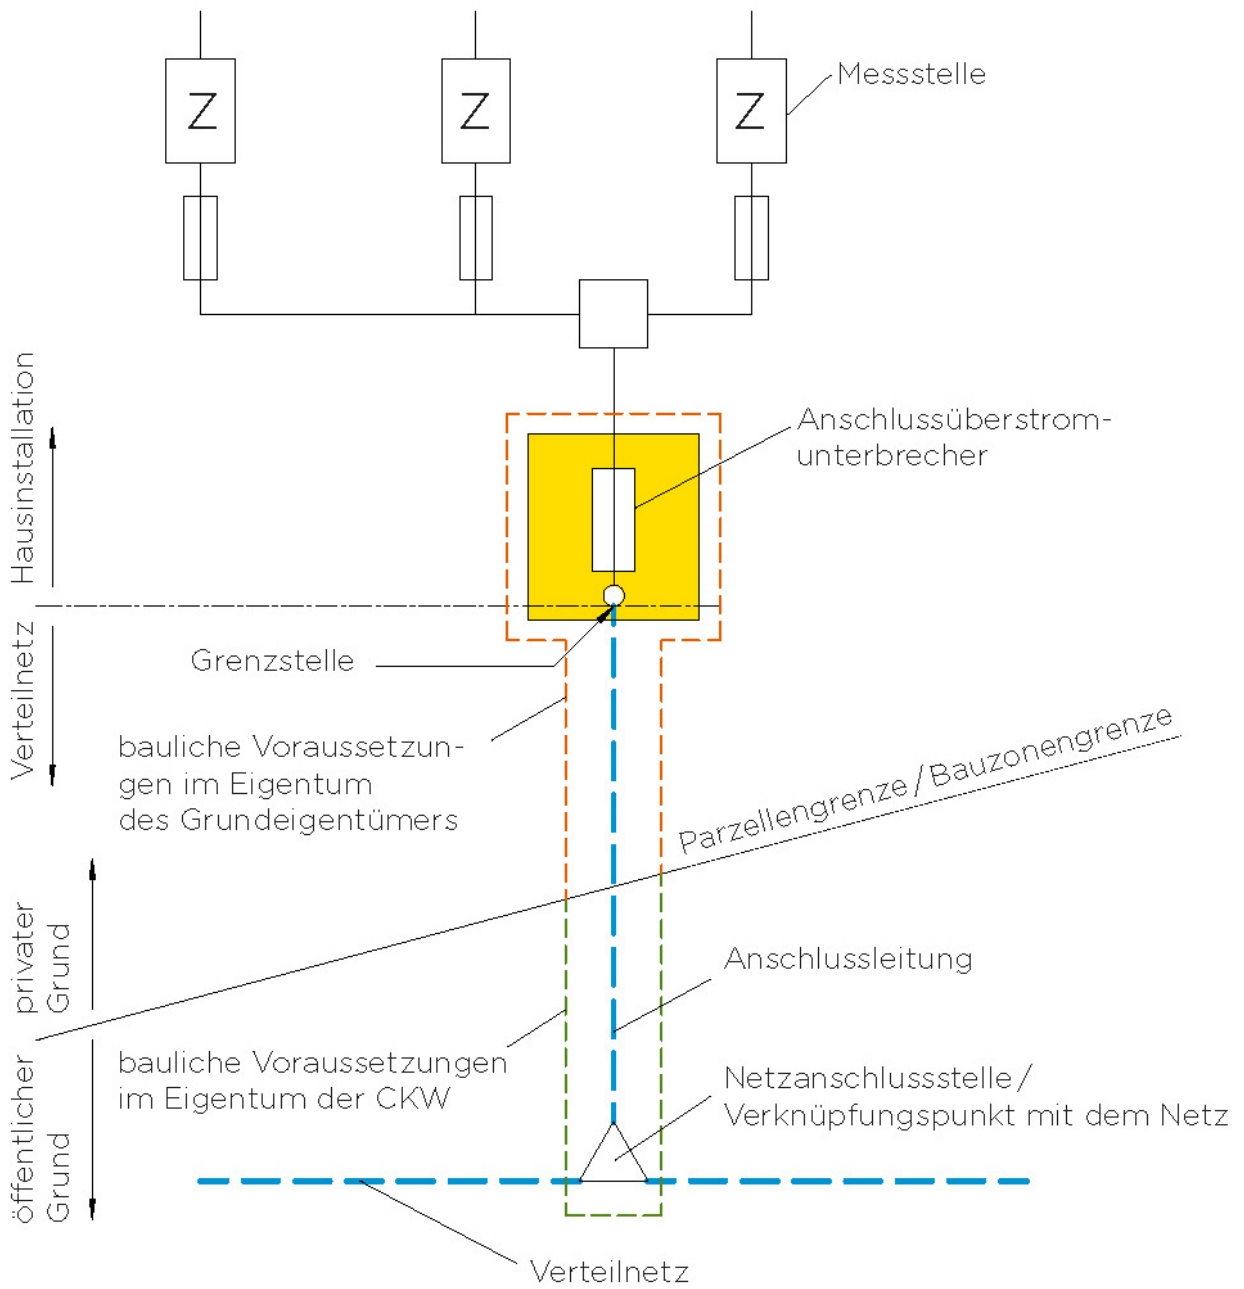 Z
Z
Z
Messstelle
Hausinstallation
Anschlussüberstrom-
unterbrecher
Verteilnetz
Grenzstelle
bauliche Voraussetzun-
gen im Eigentum
des Grundeigentümers
Parzellengrenze/Bauzonengrenze
privater
Grund
Anschlussleitung
öffentlicher
Grund
bauliche Voraussetzungen
im Eigentum der CKW
Netzanschlussstelle/
Verknüpfungspunkt mit dem Netz
Verteilnetz